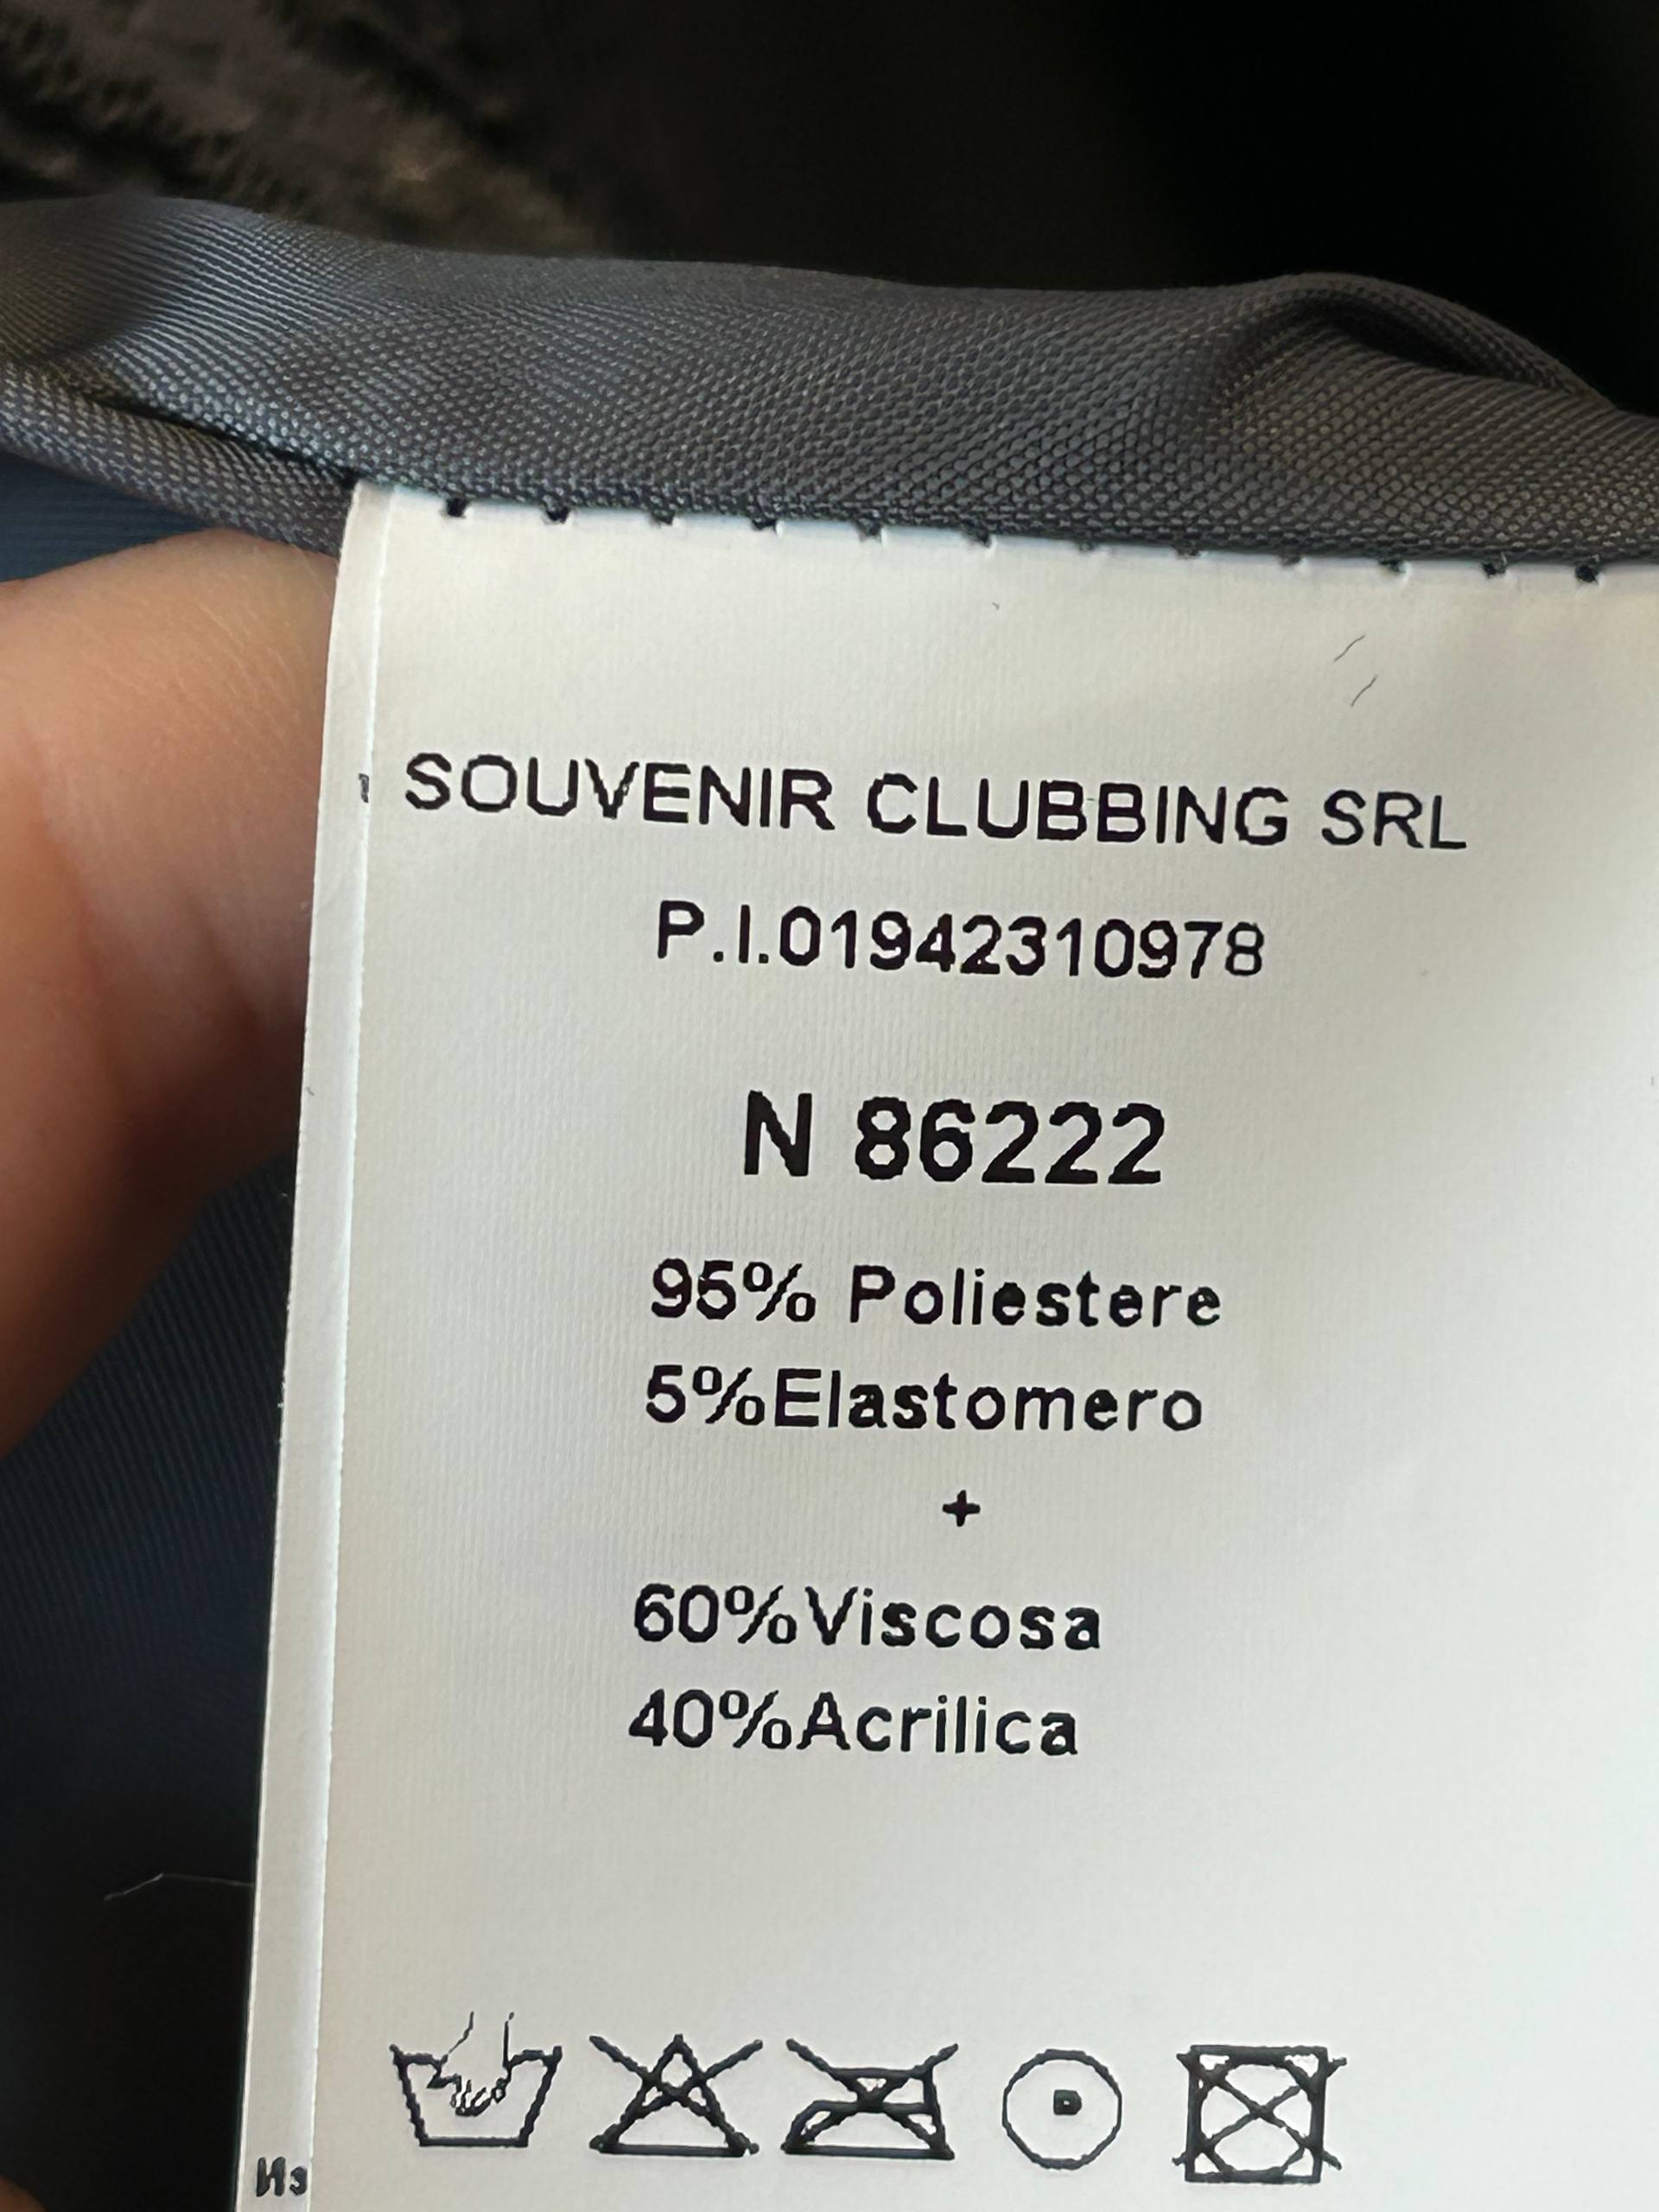 SOUVENIR CLUBBING SRL
P.I.01942310978
N 86222
95% Poliestere
5%Elastomero
+
60%Viscosa
40%Acrilica